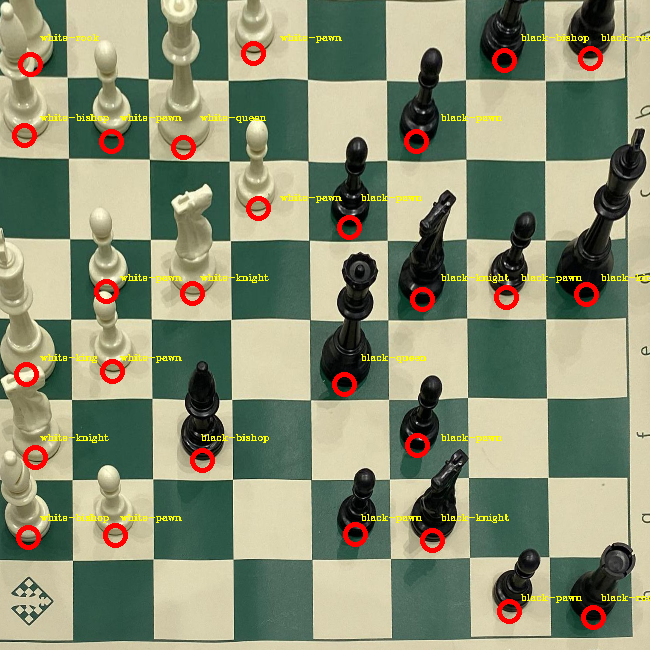 white-rook
white-pawn
black-bishop
white-bishop
white-pawn
white-queen
black-pawn
b
white-pawn
black-pawn
white-pawn
white-knight
black-knight
black-pawn
e
white-king
white-pawn
black-queen
white-knight
black-bishop
black-pawn
f
white-bishop
white-pawn
black-pawn
black-knight
g
black-pawn
h